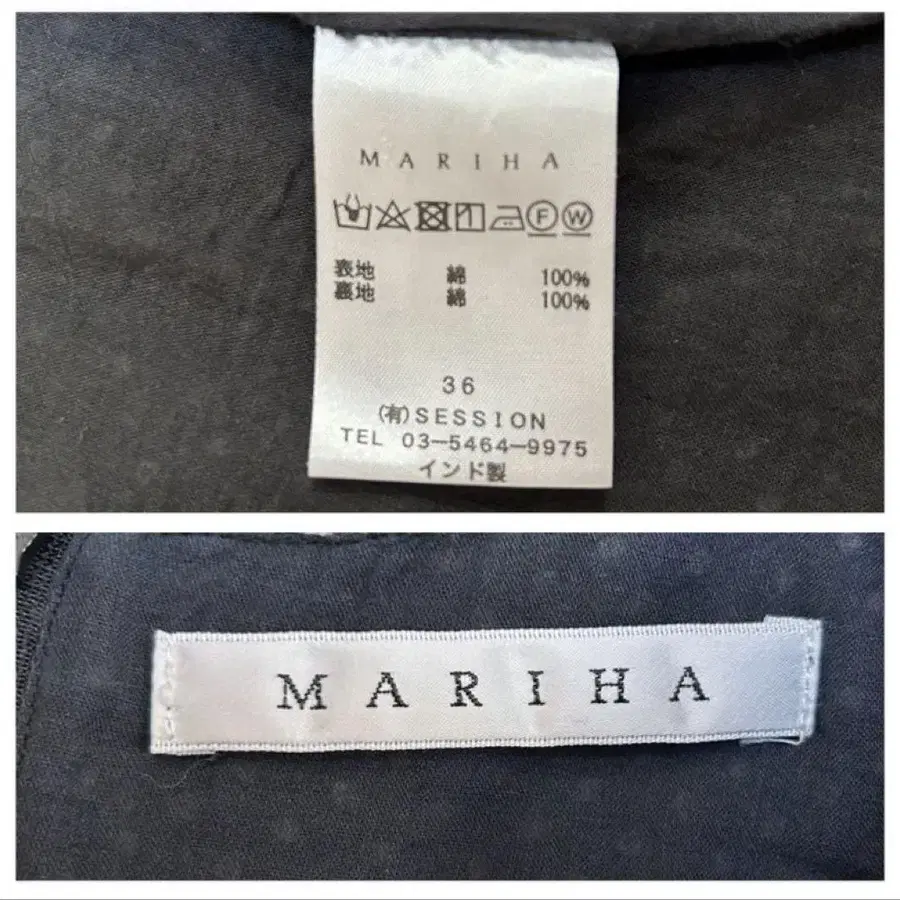 MARIHA
F W
表地 綿 100%
裏地 綿 100%
36
(有)SESSION
TEL 03-5464-9975
インド製
MARIHA